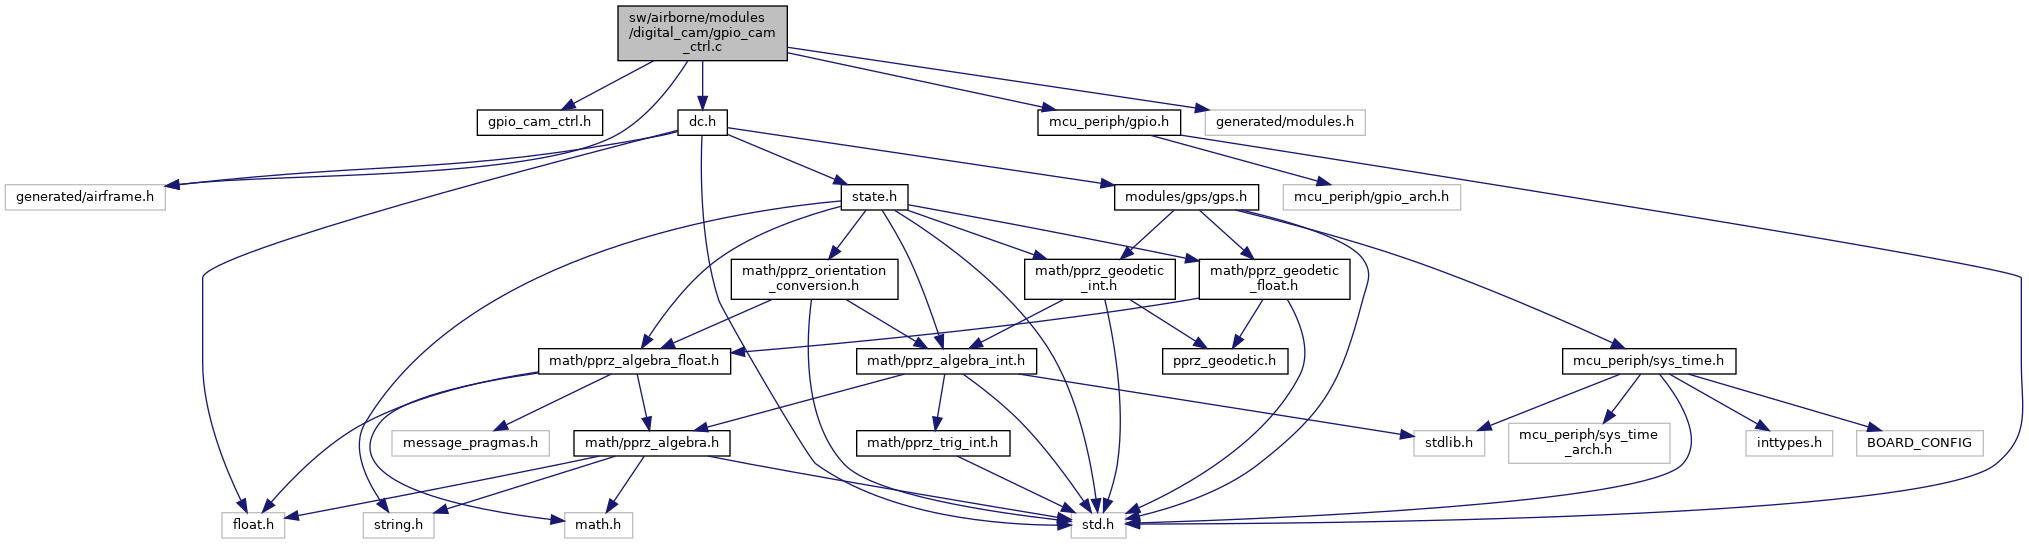 sw/airborne/modules
/digital_cam/gpio_cam
_ctrl.c
gpio_cam_ctrl.h
dc.h
mcu_periph/gpio.h
generated/modules.h
generated/airframe.h
state.h
modules/gps/gps.h
mcu_periph/gpio_arch.h
math/pprz_orientation
_conversion.h
math/pprz_geodetic
_int.h
math/pprz_geodetic
_float.h
math/pprz_algebra_float.h
math/pprz_algebra_int.h
pprz_geodetic.h
mcu_periph/sys_time.h
message_pragmas.h
math/pprz_algebra.h
math/pprz_trig_int.h
stdlib.h
mcu_periph/sys_time
_arch.h
inttypes.h
BOARD_CONFIG
float.h
string.h
math.h
std.h